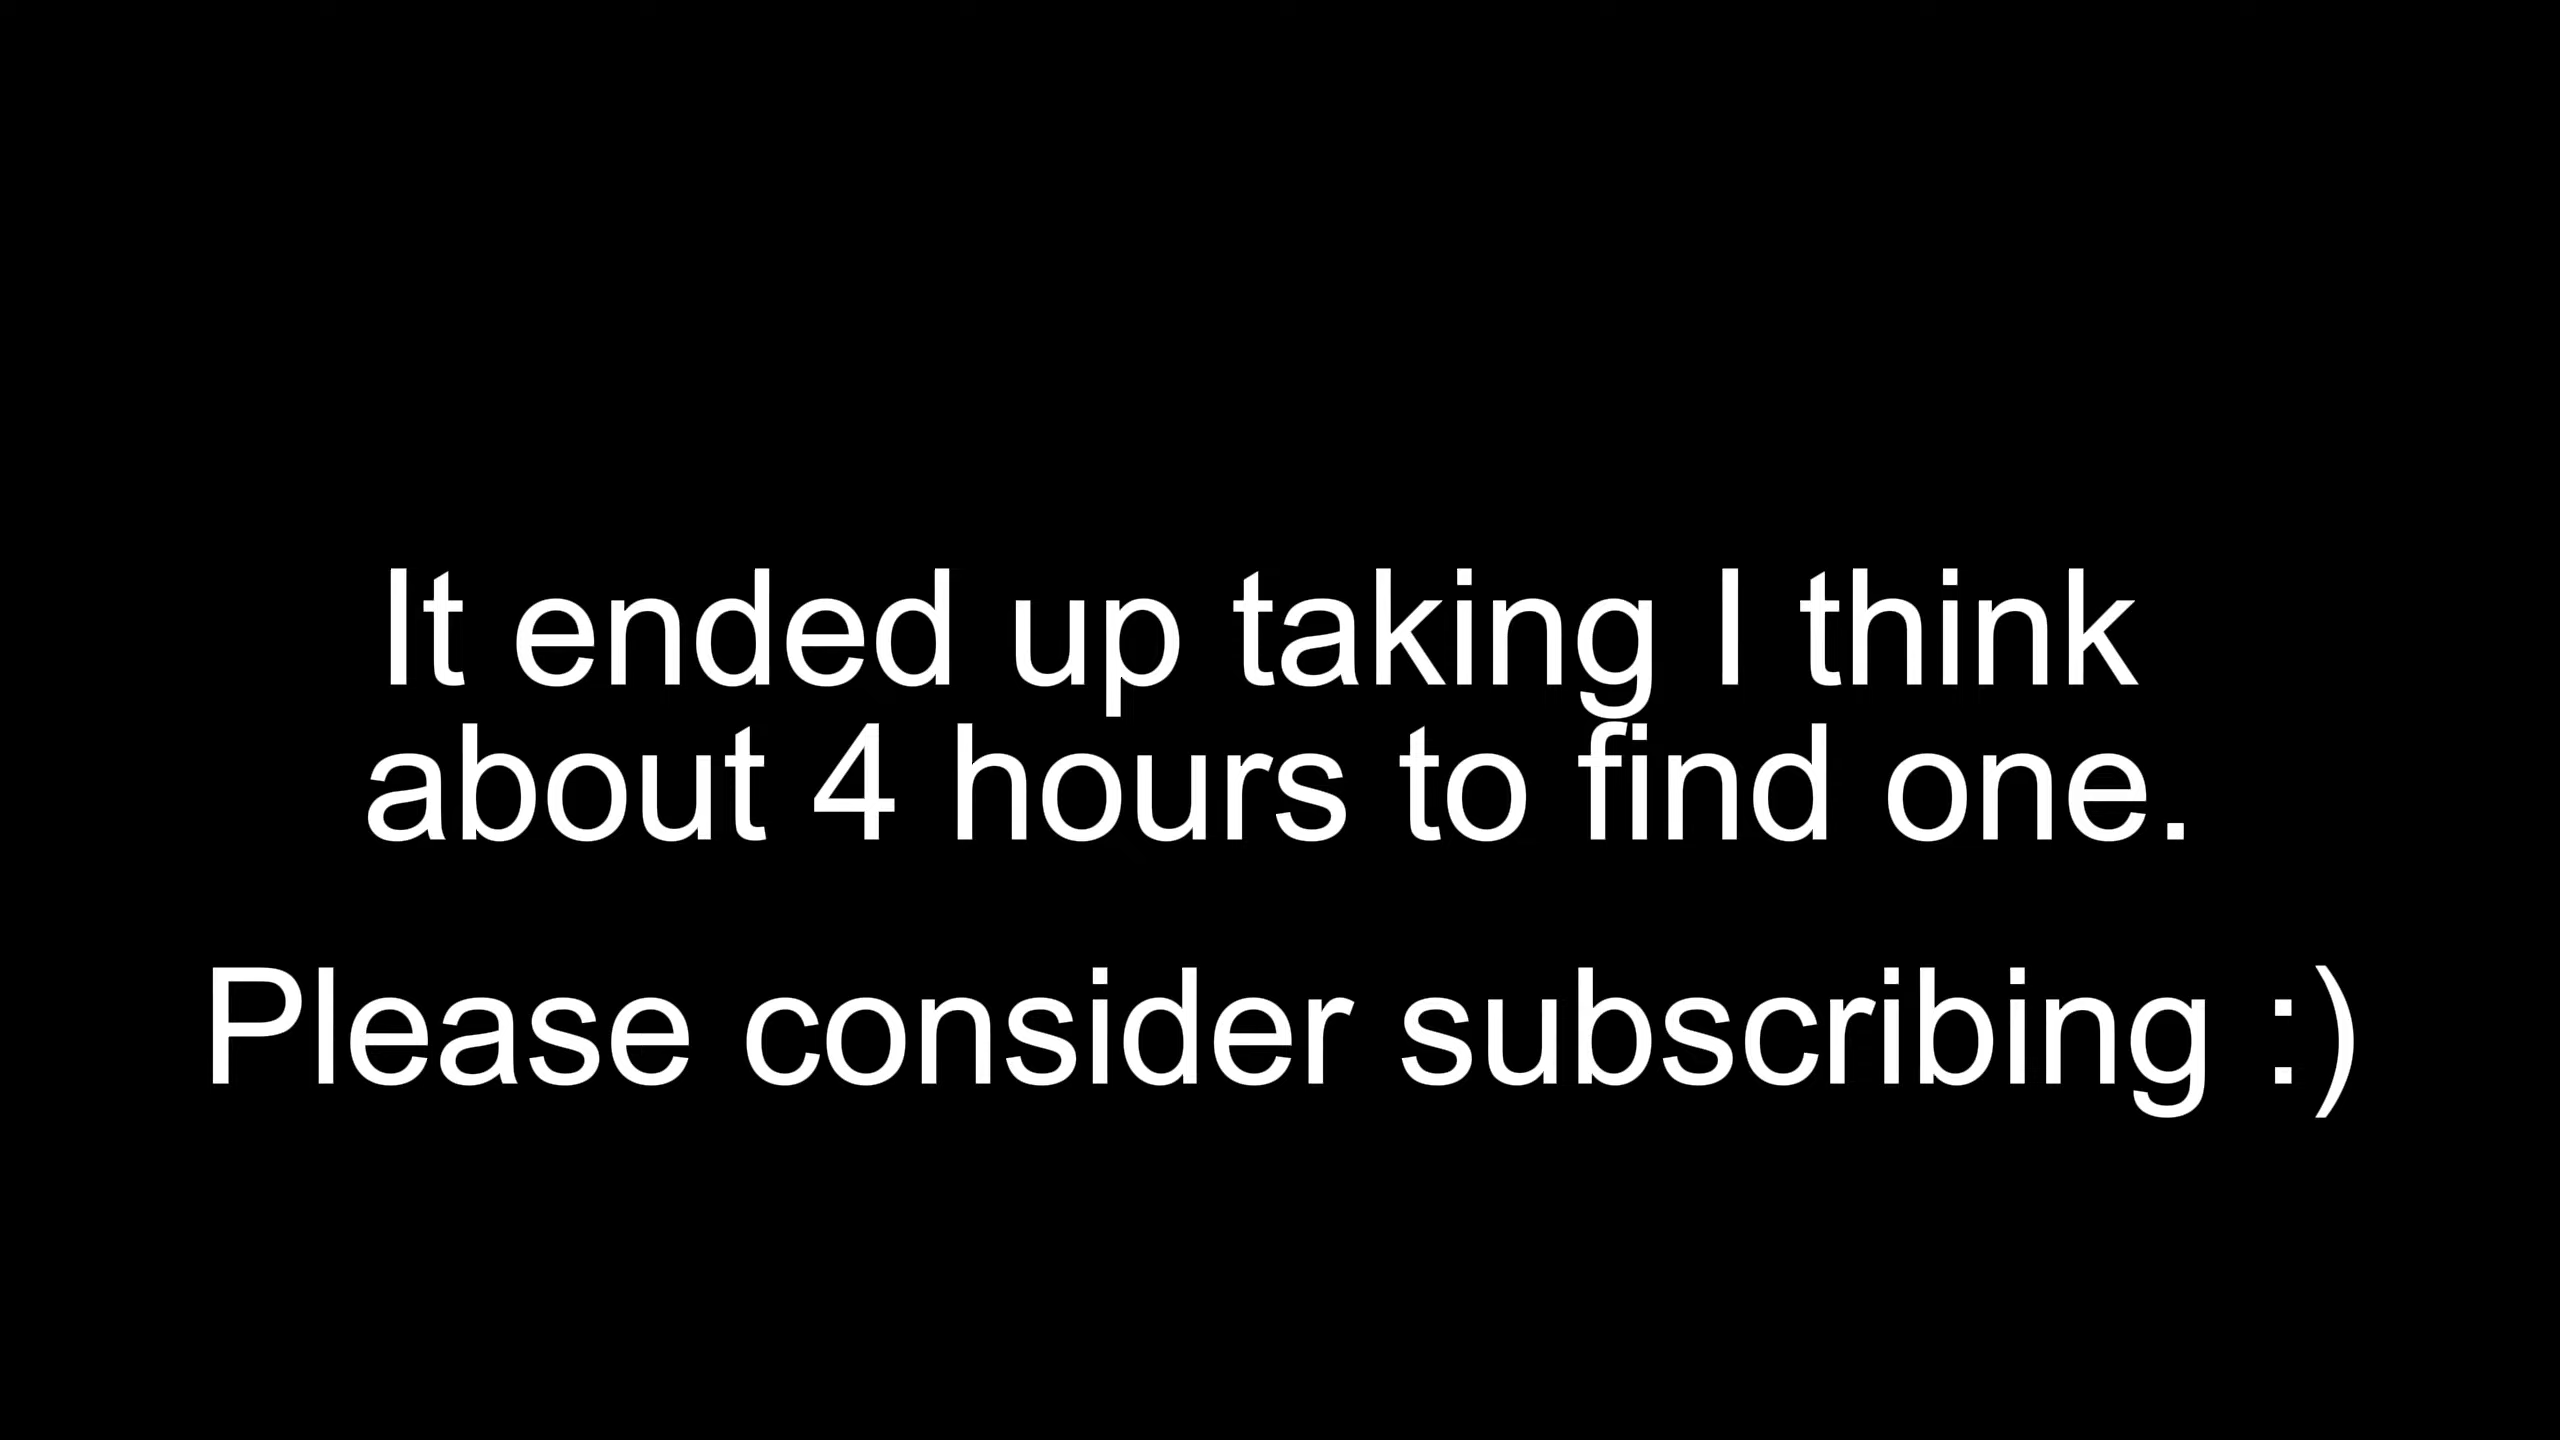 It ended up taking I think
about 4 hours to find one.
Please consider subscribing :)